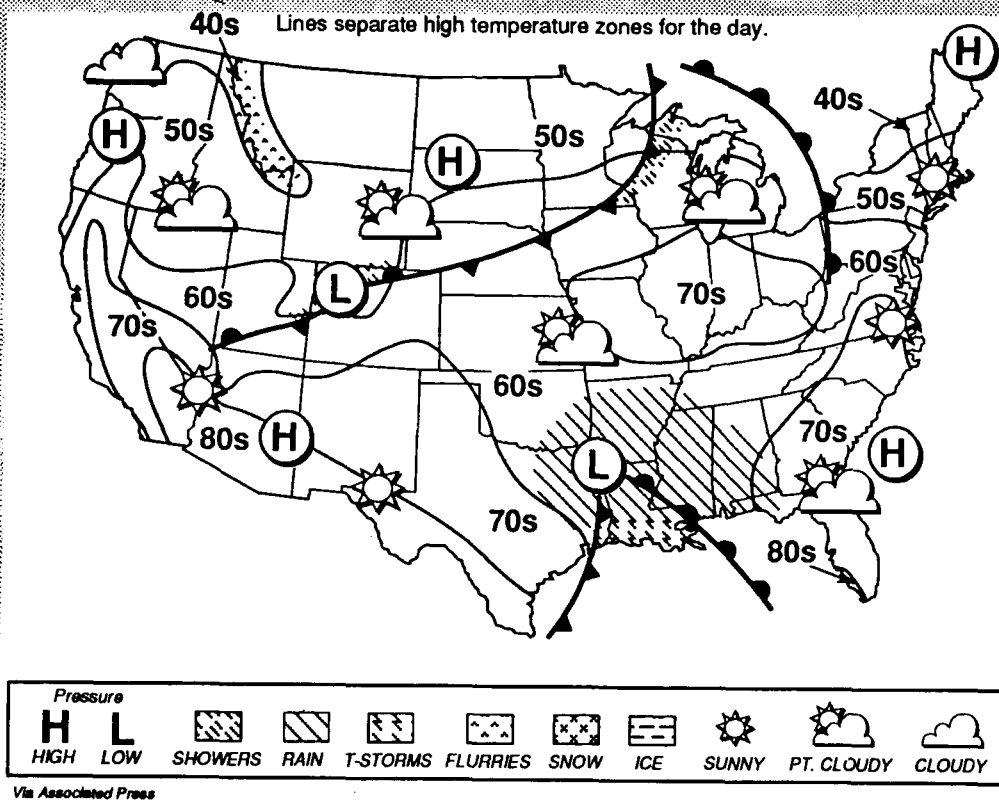 Lines separate high temperature zones for the day.
40s
H
H
50s
H
50s
40s
50s
60s
L
60s
70s
70s
60s
80s
H
L
70s
H
70s
80s
Pressure
H L
HIGH LOW SHOWERS RAIN T-STORMS FLURRIES SNOW ICE SUNNY PT. CLOUDY CLOUDY
Via Associated Press